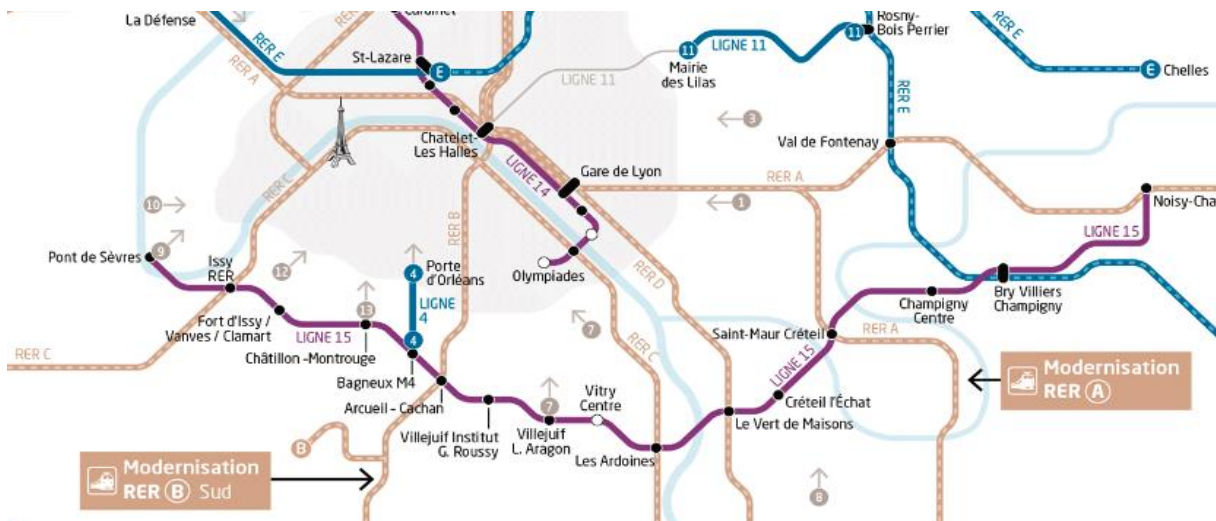 La Défense
RER E
RER A
St-Lazare
E
LIGNE 11
11
Mairie
des Lilas
LIGNE 11
11
Rosny-
Bois Perrier
RER E
E
Chelles
RER E
3
Chatelet-
Les Halles
Val de Fontenay
LIGNE 14
Gare de Lyon
RER A
RER C
10
1
Noisy-Cha
RER B
Pont de Sèvres
9
Issy
RER
12
4
Porte
d'Orléans
Olympiades
RER D
LIGNE 15
Bry Villiers
Champigny
Champigny
Centre
Fort d'Issy /
Vanves / Clamart
LIGNE 15
13
LIGNE
4
4
7
RER C
Saint-Maur Créteil
RER A
RER C
Châtillon -Montrouge
Bagneux M4
LIGNE 15
Modernisation
RER A
Arcueil - Cachan
Vitry
Centre
7
Créteil l'Échat
Le Vert de Maisons
Villejuif Institut
G. Roussy
Villejuif
L. Aragon
Les Ardoines
B
Modernisation
RER B Sud
8